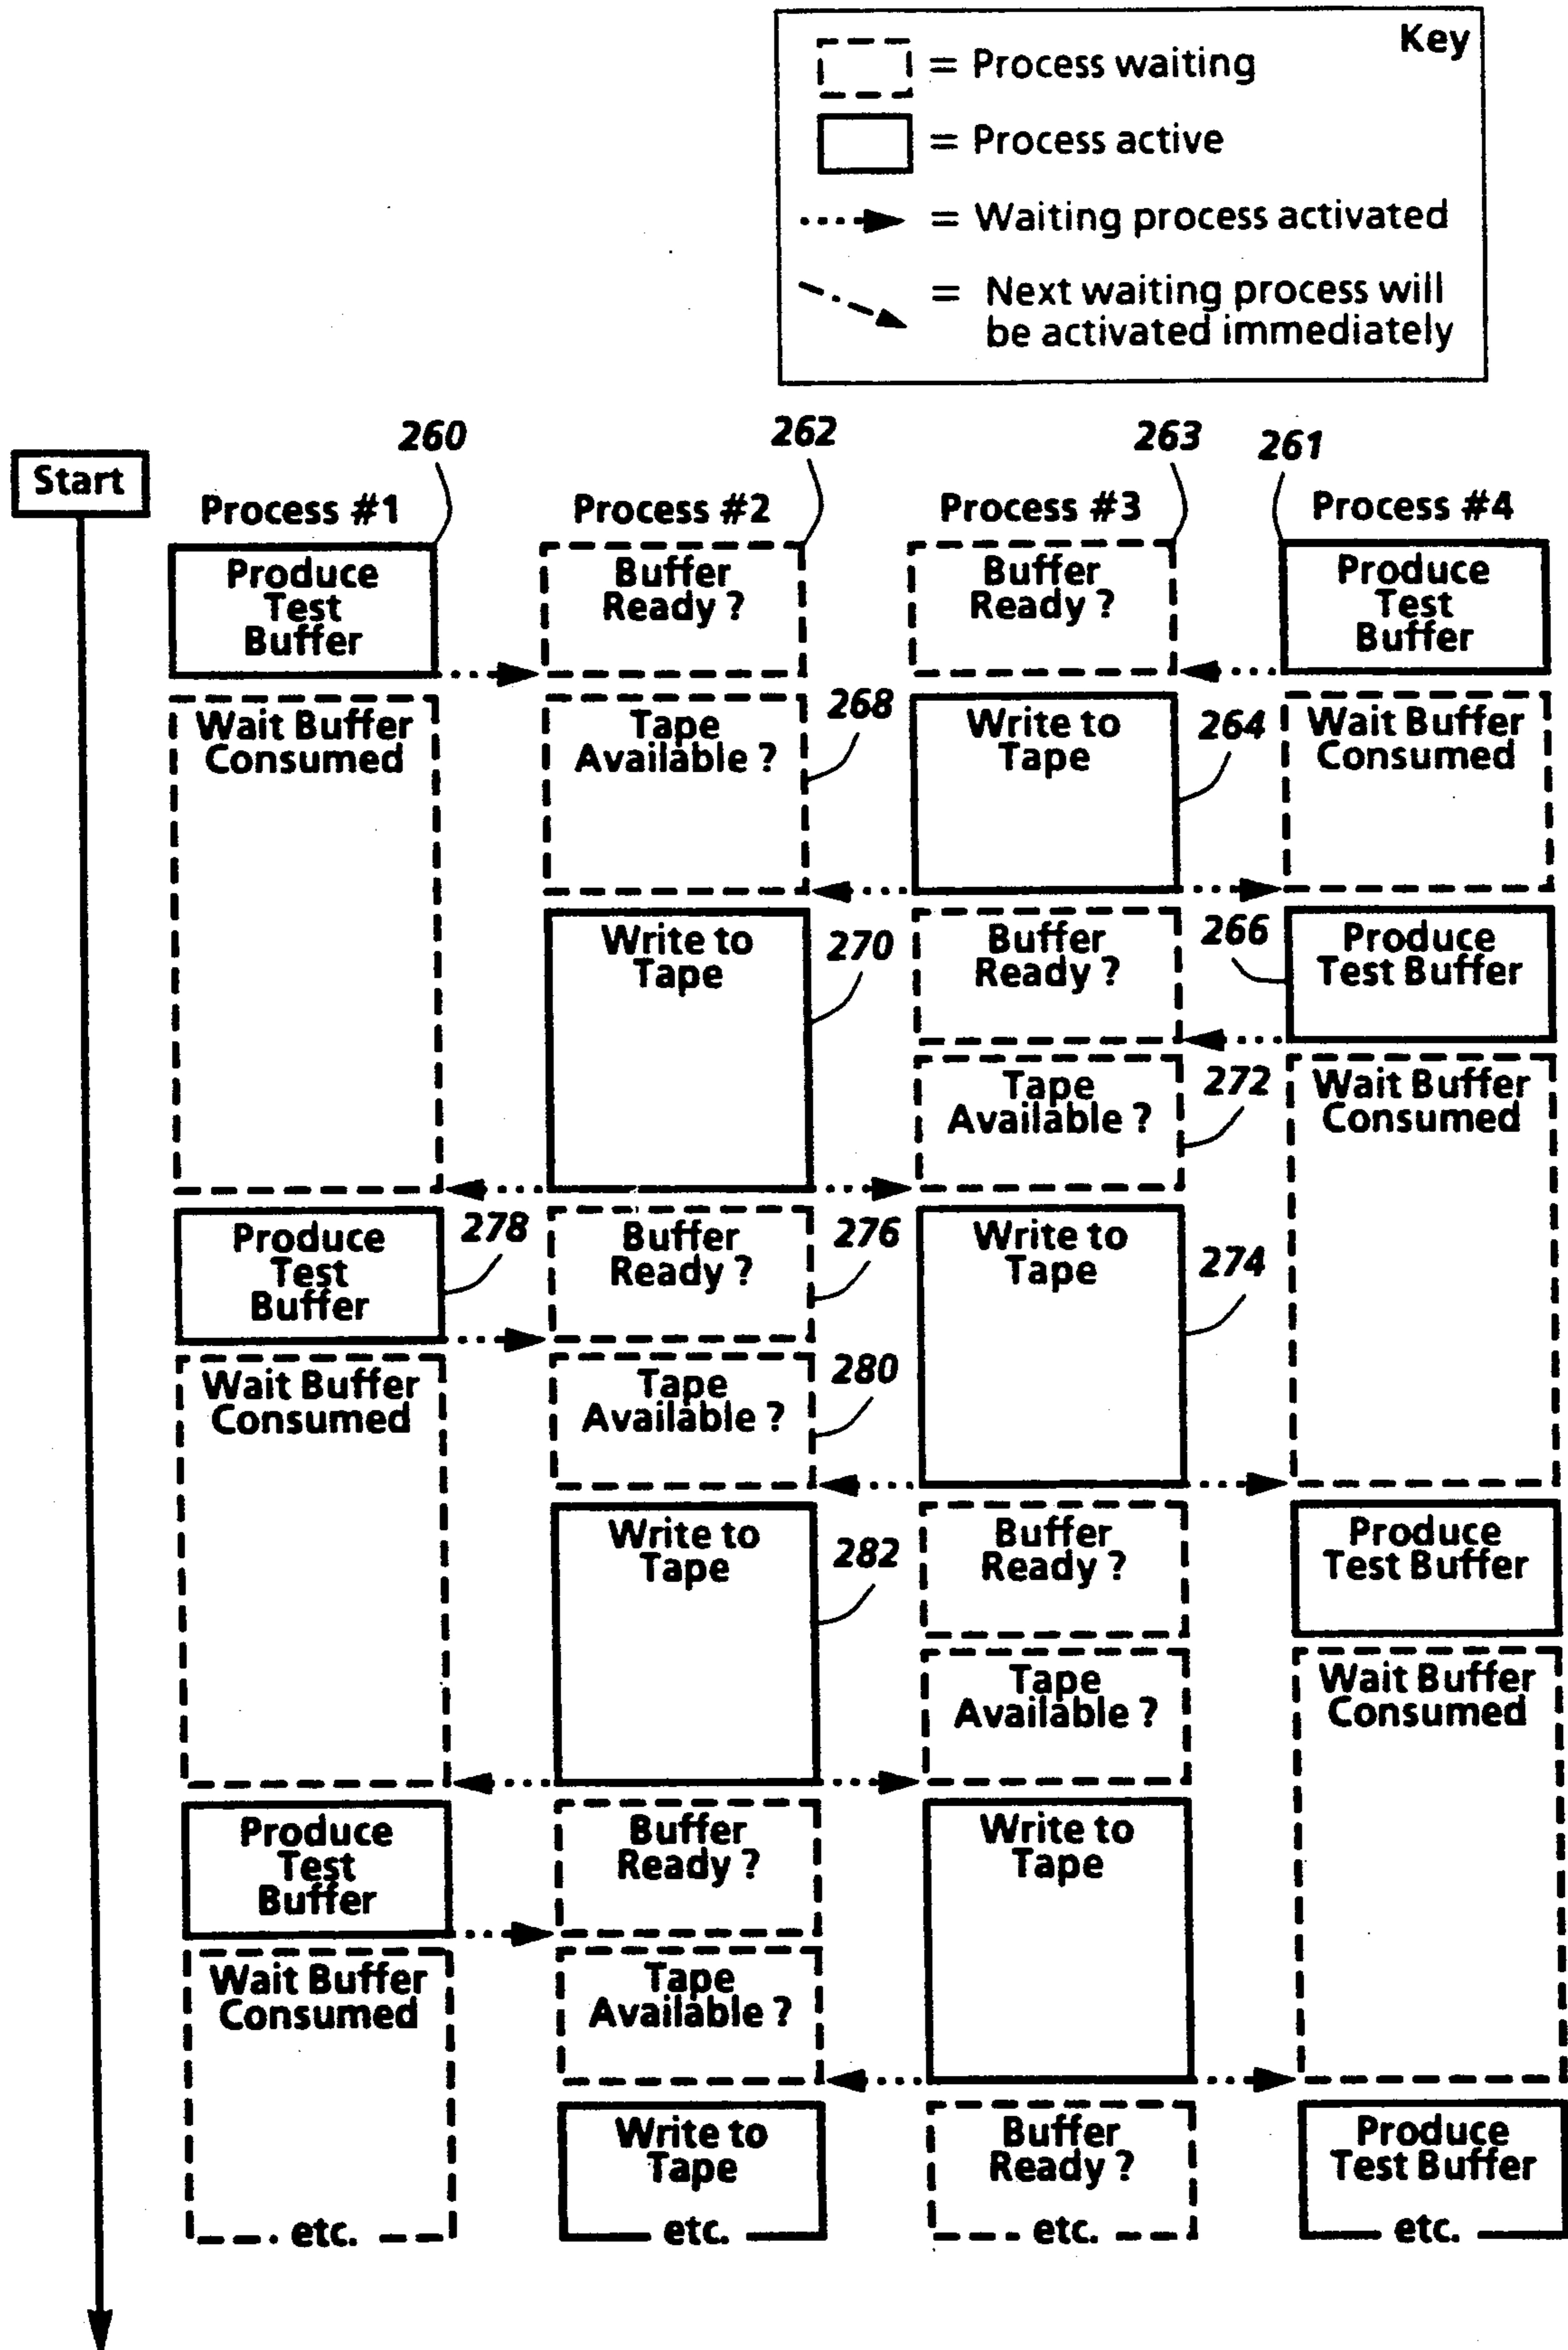 Key
= Process waiting
= Process active
= Waiting process activated
= Next waiting process will
be activated immediately
260
262
263
261
Start
Process #1
Process #2
Process #3
Process #4
Produce
Test
Buffer
Buffer
Ready ?
Buffer
Ready ?
Produce
Test
Buffer
Wait Buffer
Consumed
Tape
Available ?
268
Write to
Tape
264
Wait Buffer
Consumed
Write to
Tape
270
Buffer
Ready ?
266
Produce
Test Buffer
Tape
Available ?
272
Wait Buffer
Consumed
Produce
Test
Buffer
278
Buffer
Ready ?
276
Write to
Tape
274
Wait Buffer
Consumed
Tape
Available ?
280
Write to
Tape
282
Buffer
Ready ?
Produce
Test Buffer
Tape
Available ?
Wait Buffer
Consumed
Produce
Test
Buffer
Buffer
Ready ?
Write to
Tape
Wait Buffer
Consumed
Tape
Available ?
Write to
Tape
Buffer
Ready ?
Produce
Test Buffer
etc.
etc.
etc.
etc.